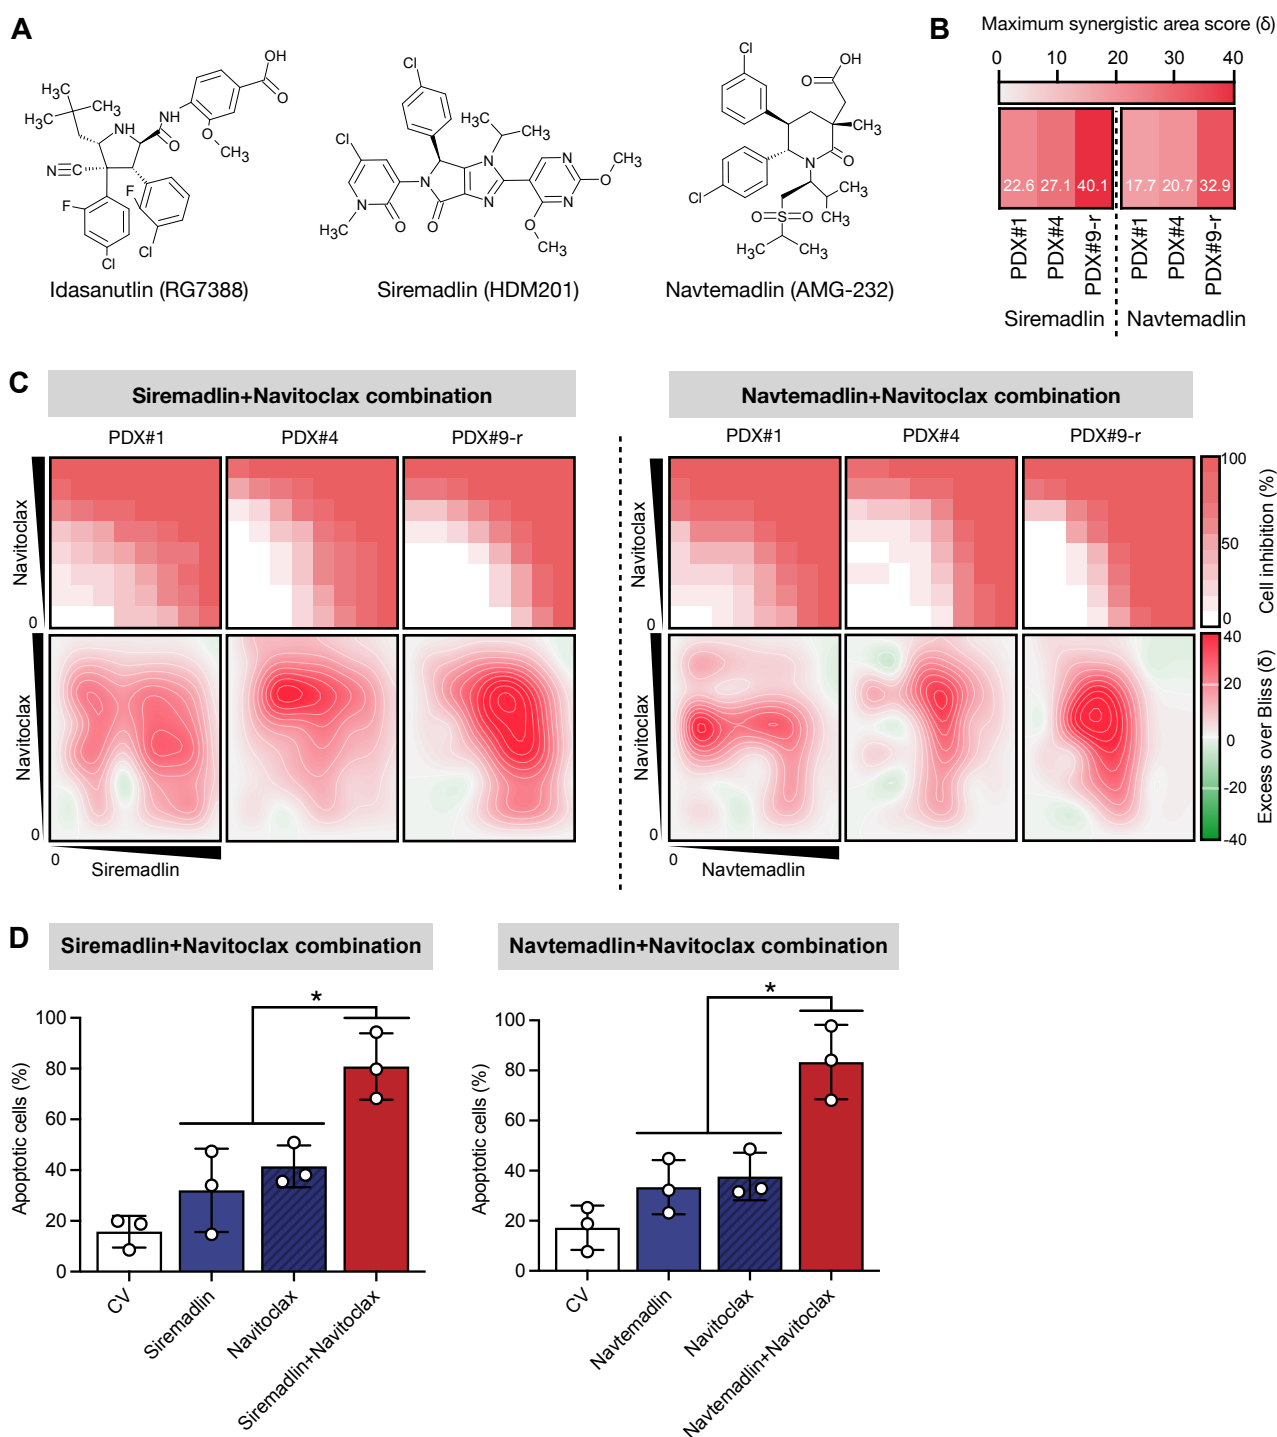 A
B
Cl
OH
O
NH
O
CH₃
H₃C
CH₃
H₃C
NH
O
N
F
F
Cl
Cl
Idasanutlin (RG7388)
Cl
Cl
H₃C
CH₃
N
N
N
N
H₃C
O
O
N
N
O
CH₃
O
CH₃
Siremadlin (HDM201)
Cl
OH
O
CH₃
N
O
Cl
CH₃
CH₃
O
S
O
H₃C
CH₃
Navtemadlin (AMG-232)
Maximum synergistic area score (δ)
0 10 20 30 40
22.6 27.1 40.1 17.7 20.7 32.9
PDX#1 PDX#4 PDX#9-r PDX#1 PDX#4 PDX#9-r
Siremadlin Navtemadlin
C
Siremadlin+Navitoclax combination
Navtemadlin+Navitoclax combination
PDX#1 PDX#4 PDX#9-r
PDX#1 PDX#4 PDX#9-r
Navitoclax
0
Navitoclax
0
0
Siremadlin
Navitoclax
Navitoclax
0
0
Navtemadlin
100
50
0
Cell inhibition (%)
40
20
0
-20
-40
Excess over Bliss (δ)
D
Siremadlin+Navitoclax combination
Navtemadlin+Navitoclax combination
*
100
80
60
40
20
0
Apoptotic cells (%)
CV
Siremadlin
Navitoclax
Siremadlin+Navitoclax
*
100
80
60
40
20
0
Apoptotic cells (%)
CV
Navtemadlin
Navitoclax
Navtemadlin+Navitoclax